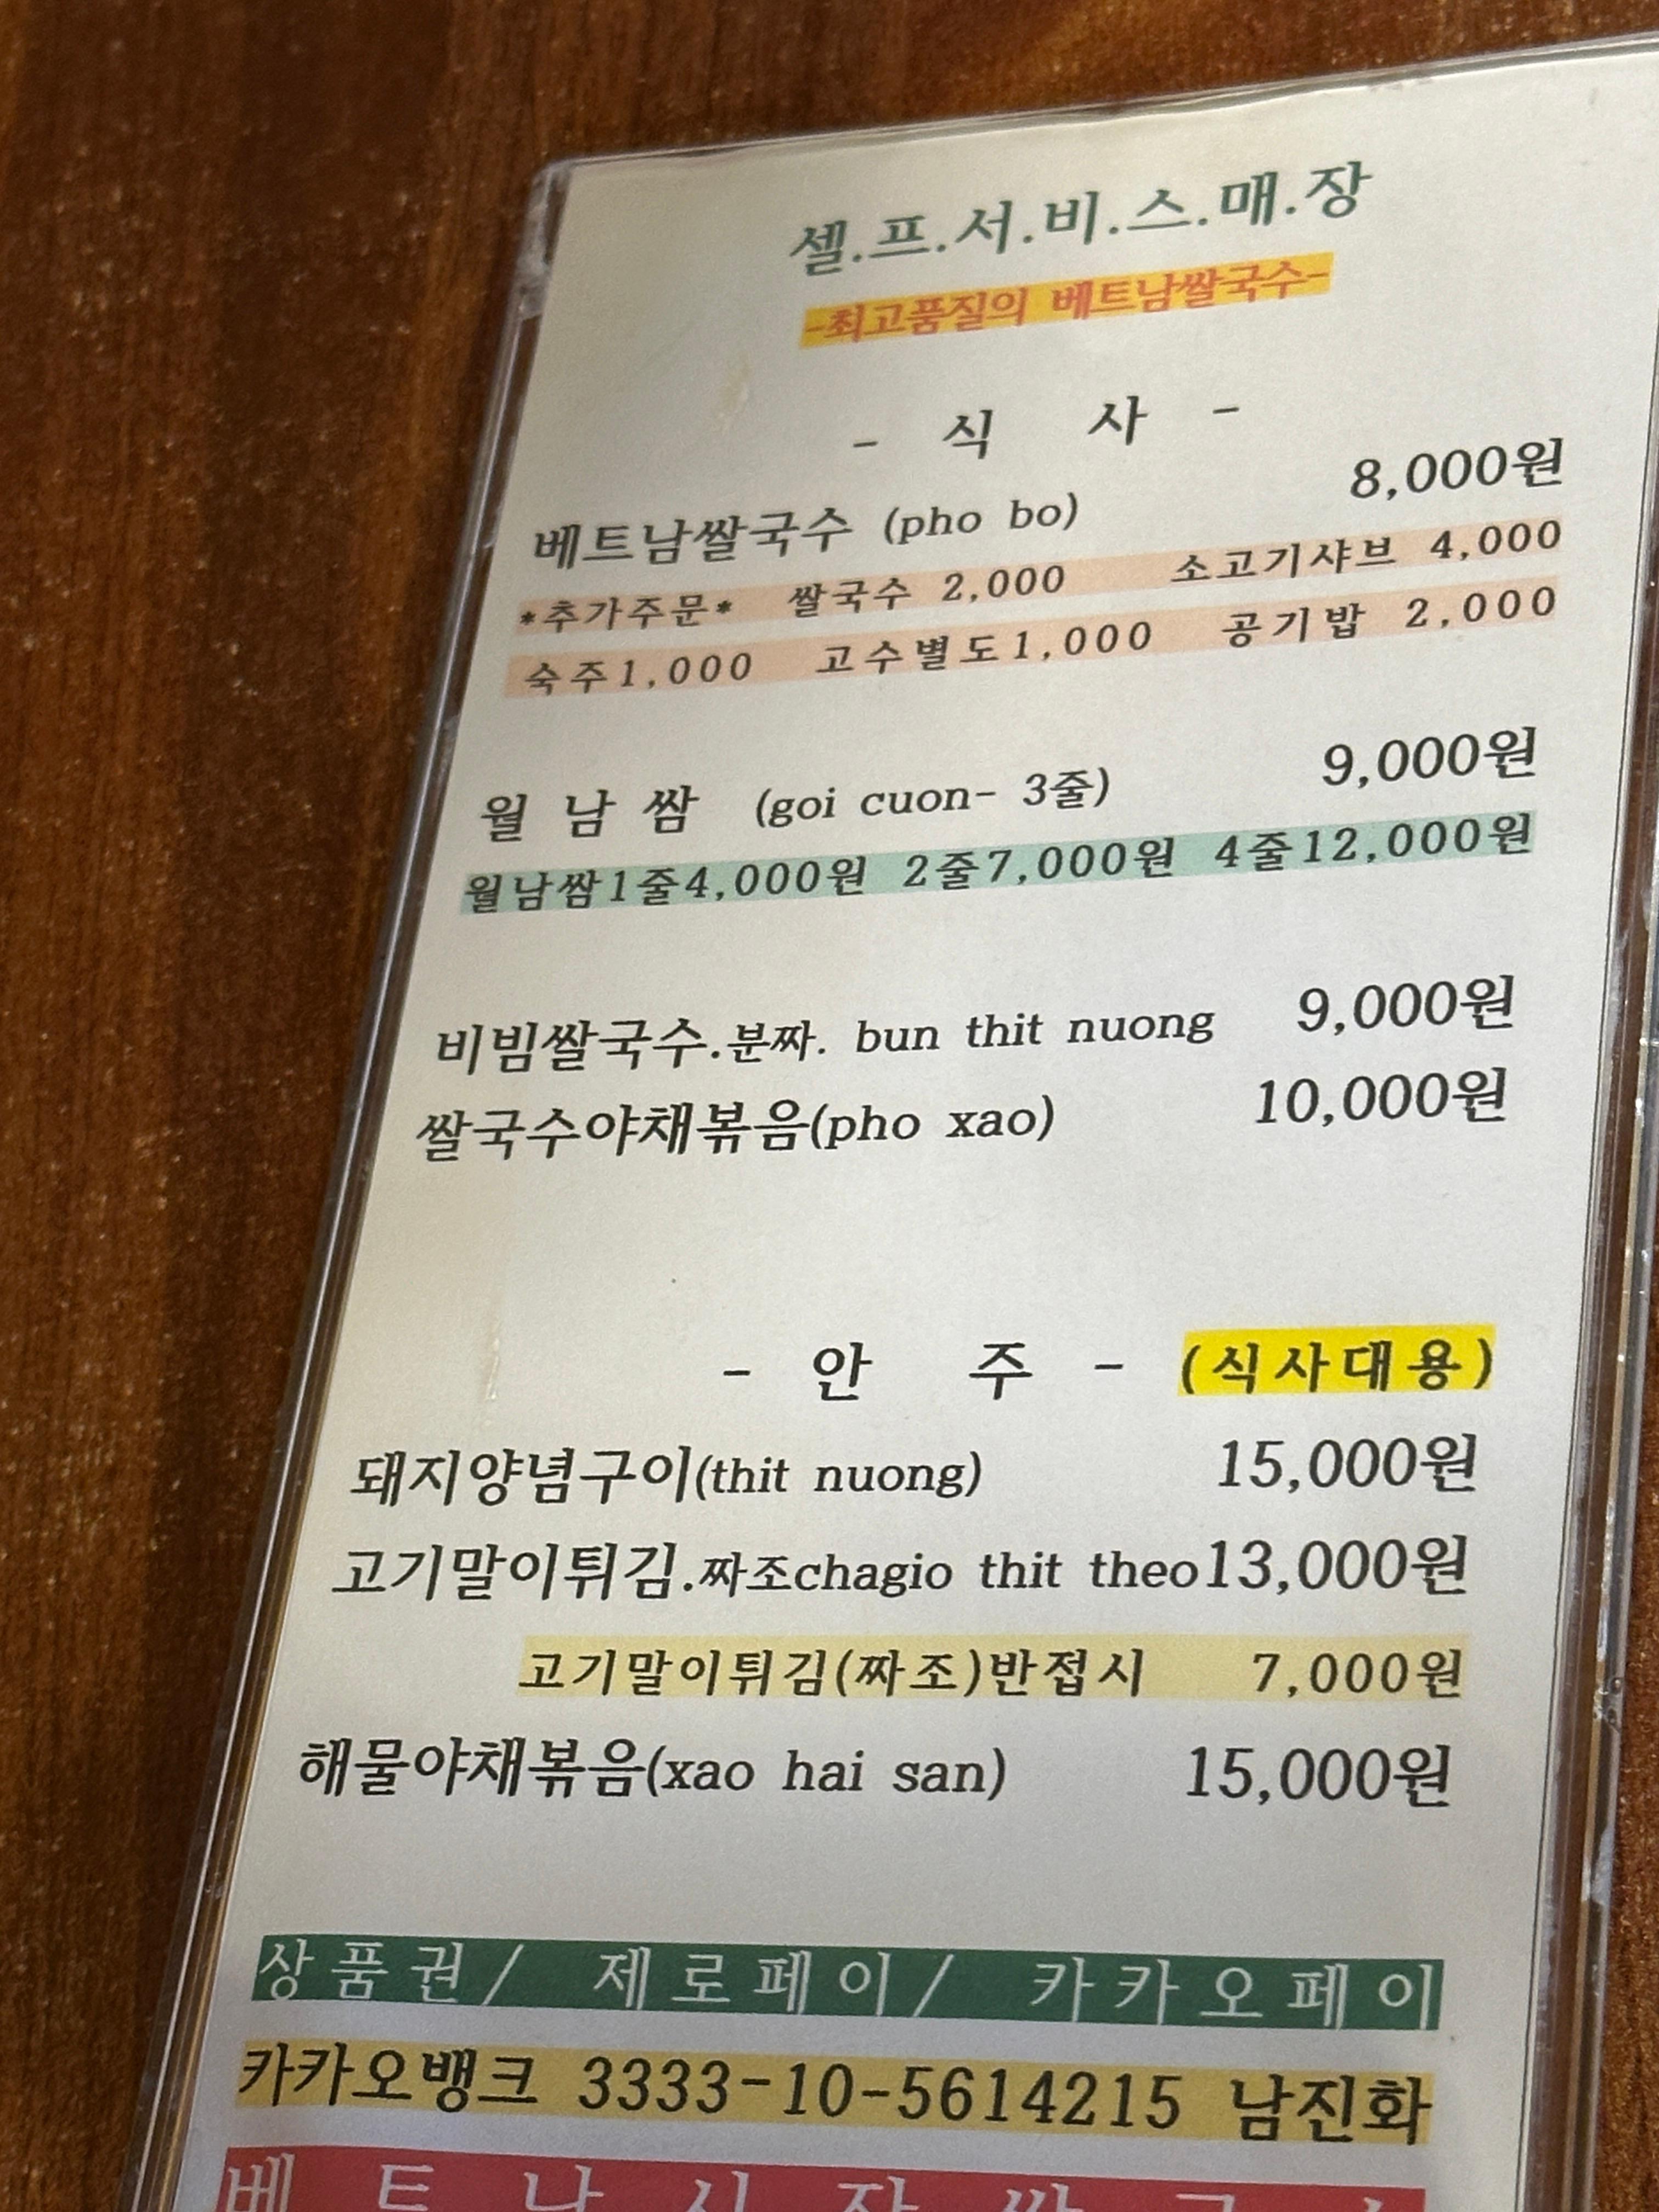 셀.프.서.비.스.매.장
-최고품질의 베트남쌀국수-
- 식 사 -
베트남쌀국수 (pho bo) 8,000원
*추가주문* 쌀국수 2,000 소고기샤브 4,000
숙주1,000 고수별도1,000 공기밥 2,000
월 남 쌈 (goi cuon- 3줄) 9,000원
월남쌈1줄4,000원 2줄7,000원 4줄12,000원
비빔쌀국수.분짜. bun thit nuong 9,000원
쌀국수야채볶음(pho xao) 10,000원
- 안 주 - (식사대용)
돼지양념구이(thit nuong) 15,000원
고기말이튀김.짜조chagio thit theo13,000원
고기말이튀김(짜조)반접시 7,000원
해물야채볶음(xao hai san) 15,000원
상품권/ 제로페이/ 카카오페이
카카오뱅크 3333-10-5614215 남진화
베 트 남 시 장 쌀 국 수